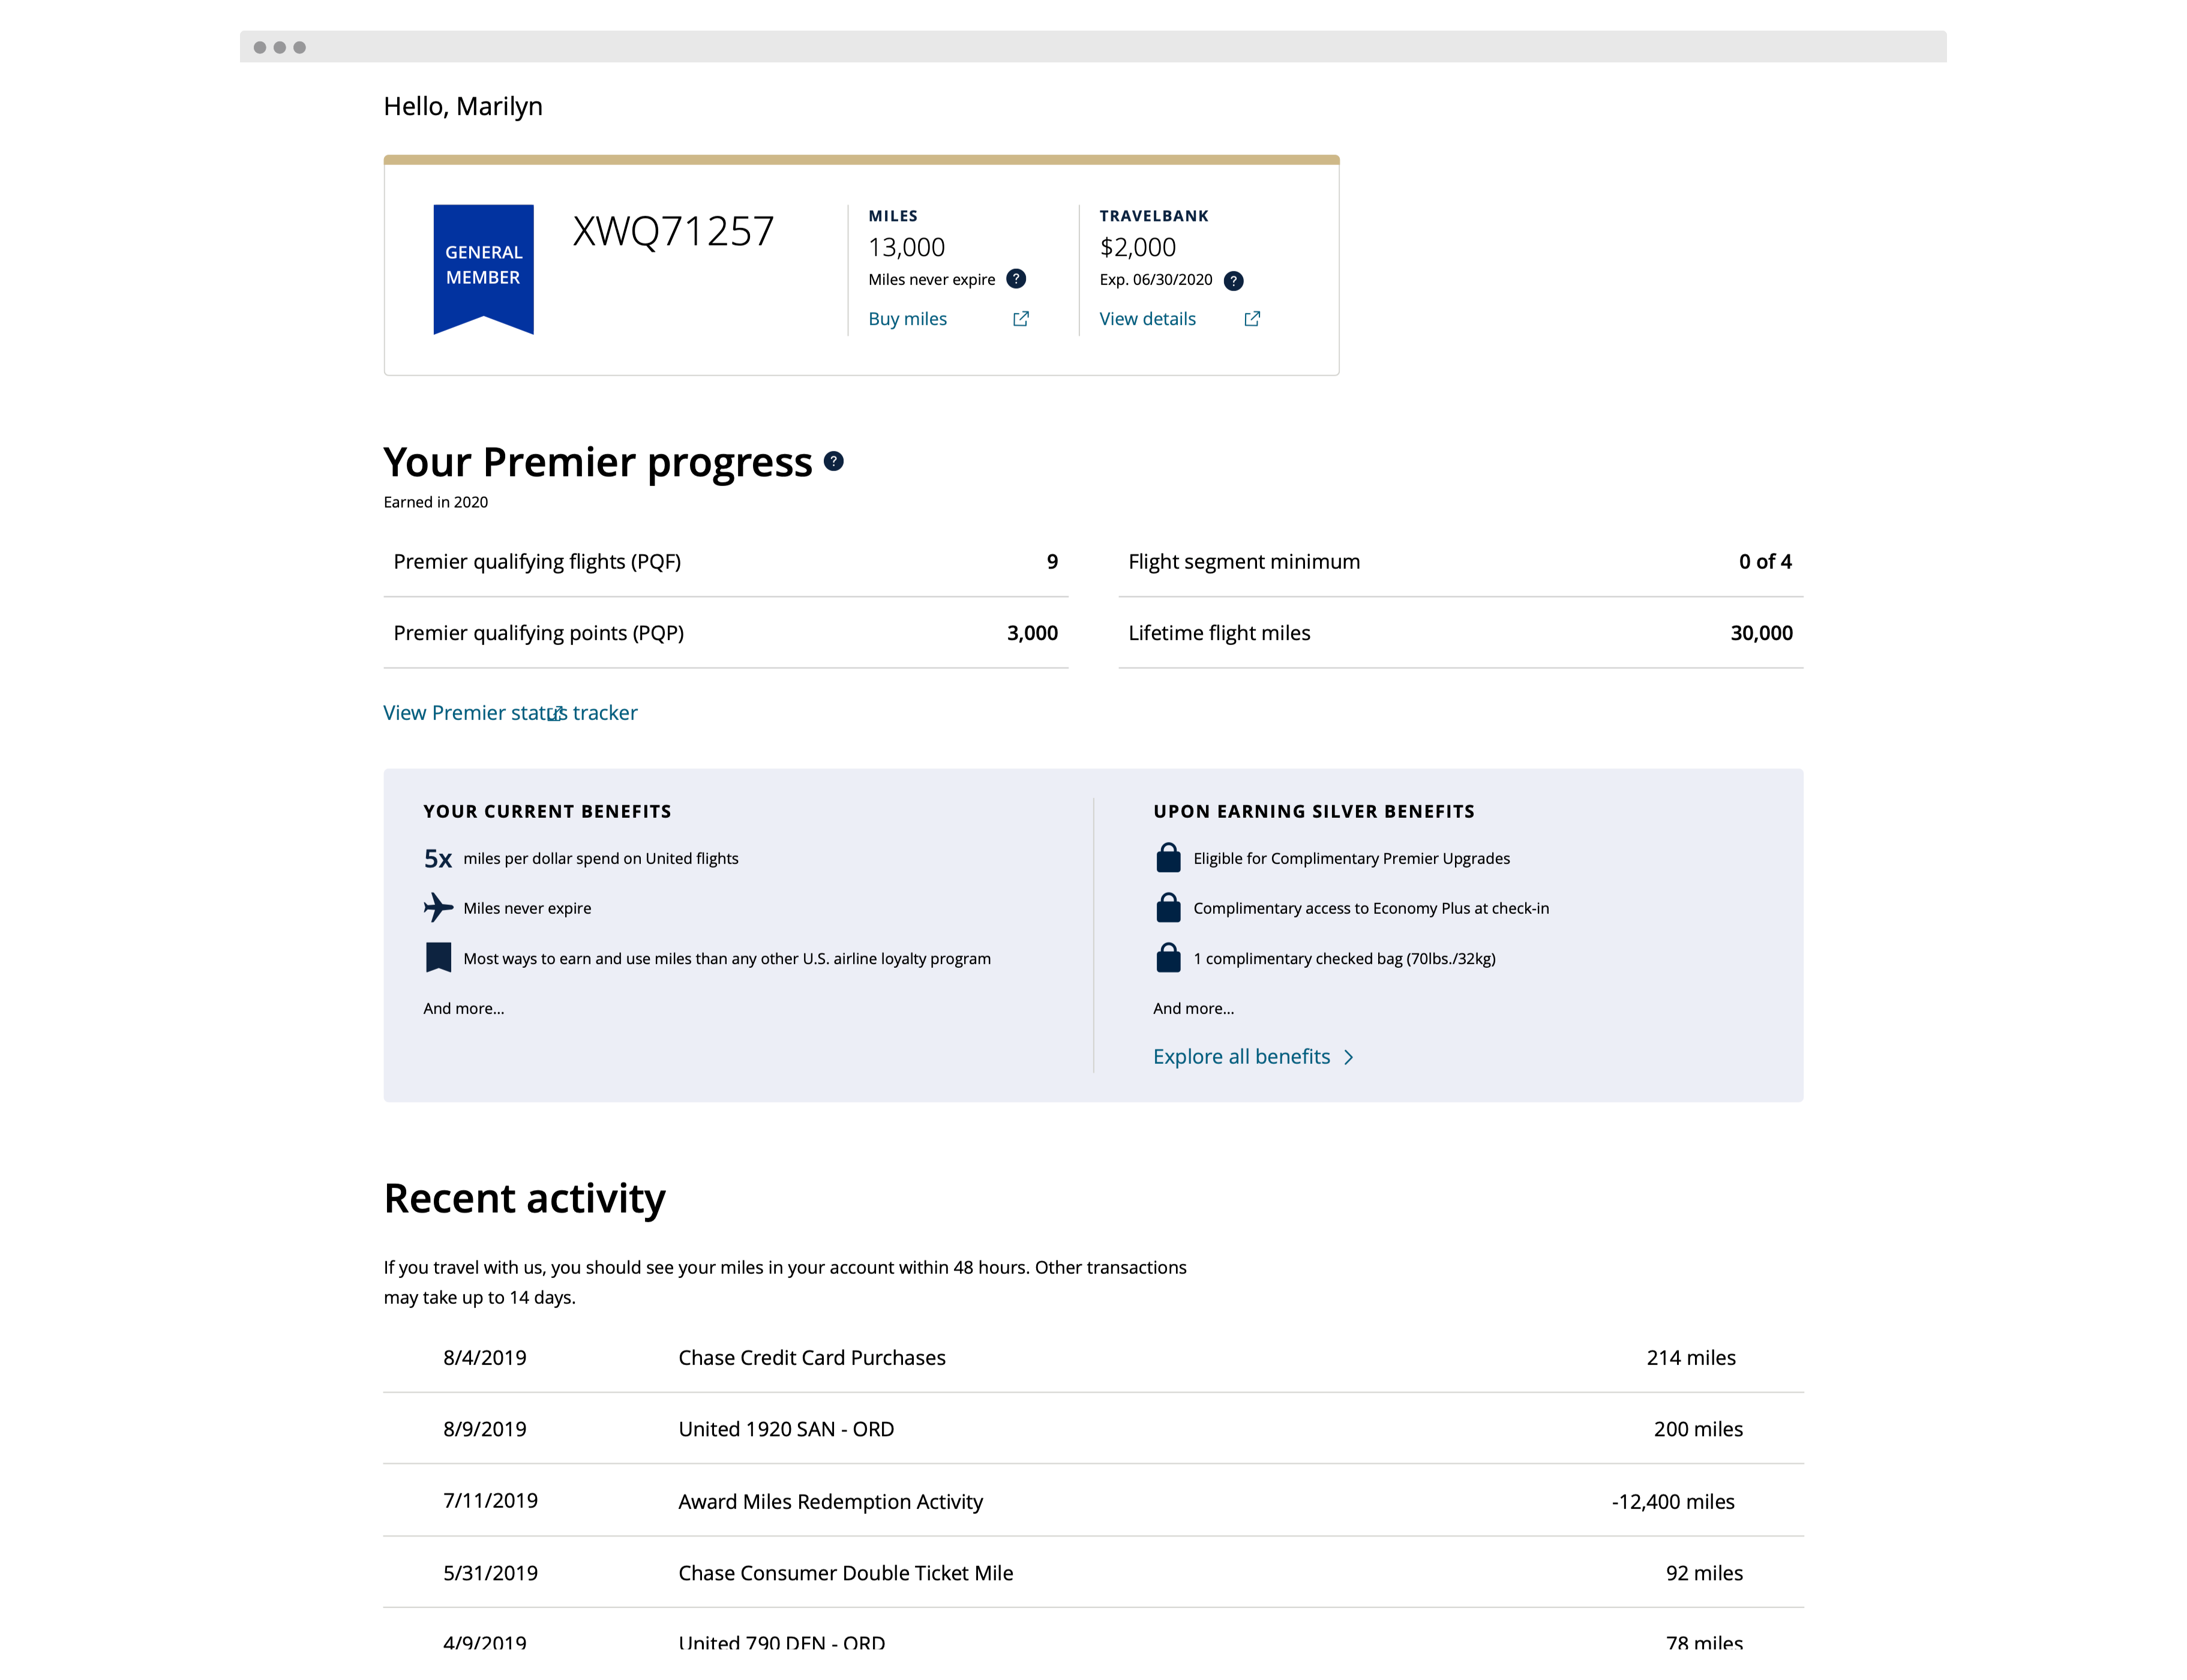 Hello, Marilyn
GENERAL
MEMBER
XWQ71257
MILES
13,000
Miles never expire ?
Buy miles
TRAVELBANK
$2,000
Exp. 06/30/2020 ?
View details
Your Premier progress ?
Earned in 2020
Premier qualifying flights (PQF) 9
Flight segment minimum 0 of 4
Premier qualifying points (PQP) 3,000
Lifetime flight miles 30,000
View Premier status tracker
YOUR CURRENT BENEFITS
5x miles per dollar spend on United flights
Miles never expire
Most ways to earn and use miles than any other U.S. airline loyalty program
And more...
UPON EARNING SILVER BENEFITS
Eligible for Complimentary Premier Upgrades
Complimentary access to Economy Plus at check-in
1 complimentary checked bag (70lbs./32kg)
And more...
Explore all benefits
Recent activity
If you travel with us, you should see your miles in your account within 48 hours. Other transactions
may take up to 14 days.
8/4/2019 Chase Credit Card Purchases 214 miles
8/9/2019 United 1920 SAN - ORD 200 miles
7/11/2019 Award Miles Redemption Activity -12,400 miles
5/31/2019 Chase Consumer Double Ticket Mile 92 miles
4/9/2019 United 790 DEN - ORD 78 miles